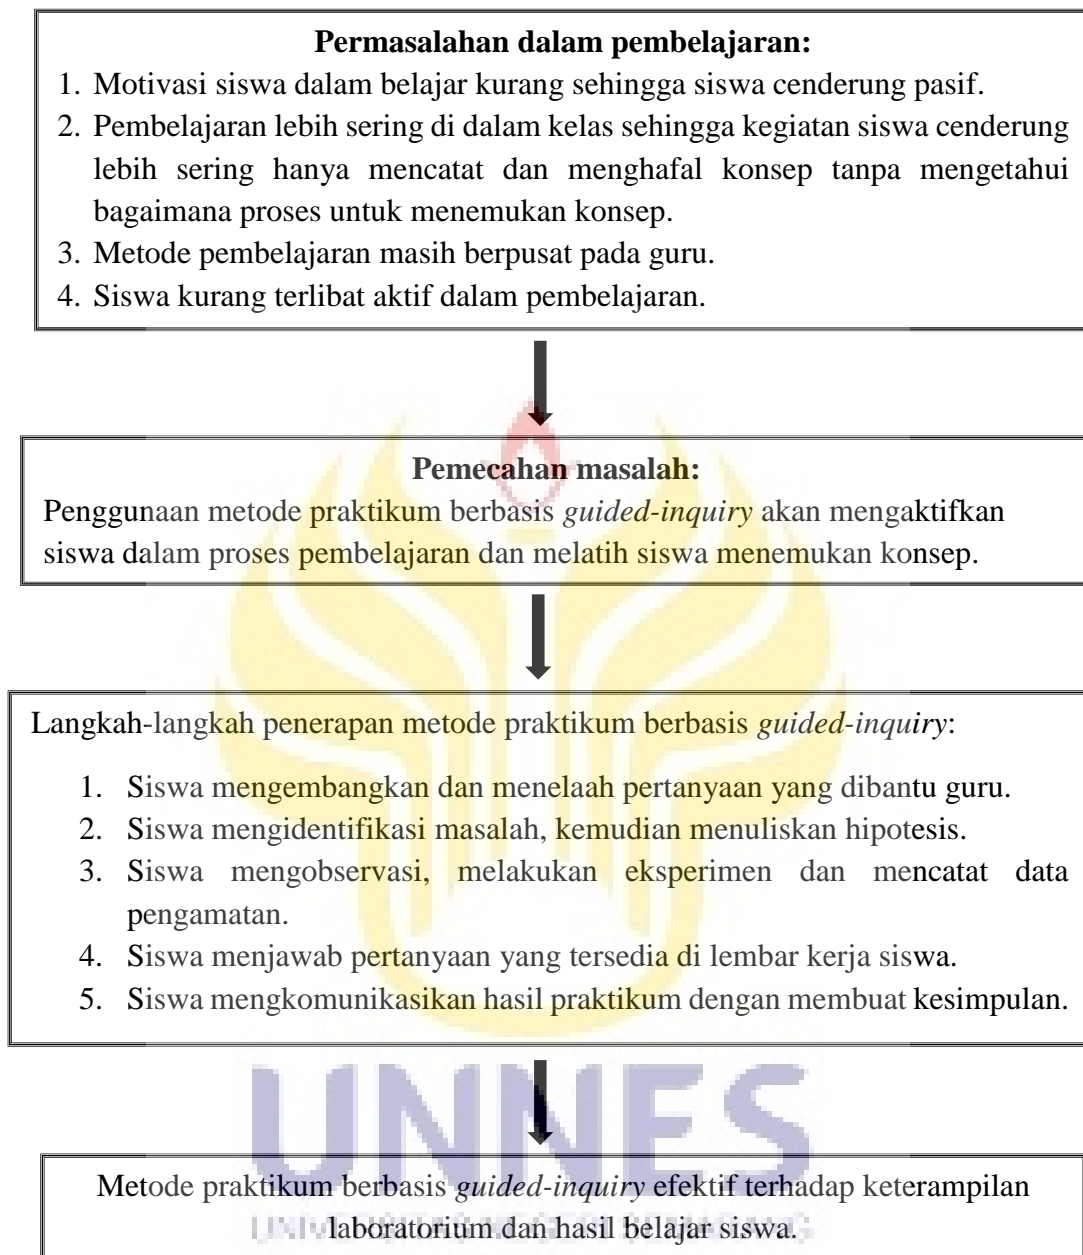 Permasalahan dalam pembelajaran:
1. Motivasi siswa dalam belajar kurang sehingga siswa cenderung pasif.
2. Pembelajaran lebih sering di dalam kelas sehingga kegiatan siswa cenderung
lebih sering hanya mencatat dan menghafal konsep tanpa mengetahui
bagaimana proses untuk menemukan konsep.
3. Metode pembelajaran masih berpusat pada guru.
4. Siswa kurang terlibat aktif dalam pembelajaran.
Pemecahan masalah:
Penggunaan metode praktikum berbasis guided-inquiry akan mengaktifkan
siswa dalam proses pembelajaran dan melatih siswa menemukan konsep.
Langkah-langkah penerapan metode praktikum berbasis guided-inquiry:
1. Siswa mengembangkan dan menelaah pertanyaan yang dibantu guru.
2. Siswa mengidentifikasi masalah, kemudian menuliskan hipotesis.
3. Siswa mengobservasi, melakukan eksperimen dan mencatat data
pengamatan.
4. Siswa menjawab pertanyaan yang tersedia di lembar kerja siswa.
5. Siswa mengkomunikasikan hasil praktikum dengan membuat kesimpulan.
UNNES
Metode praktikum berbasis guided-inquiry efektif terhadap keterampilan
laboratorium dan hasil belajar siswa.